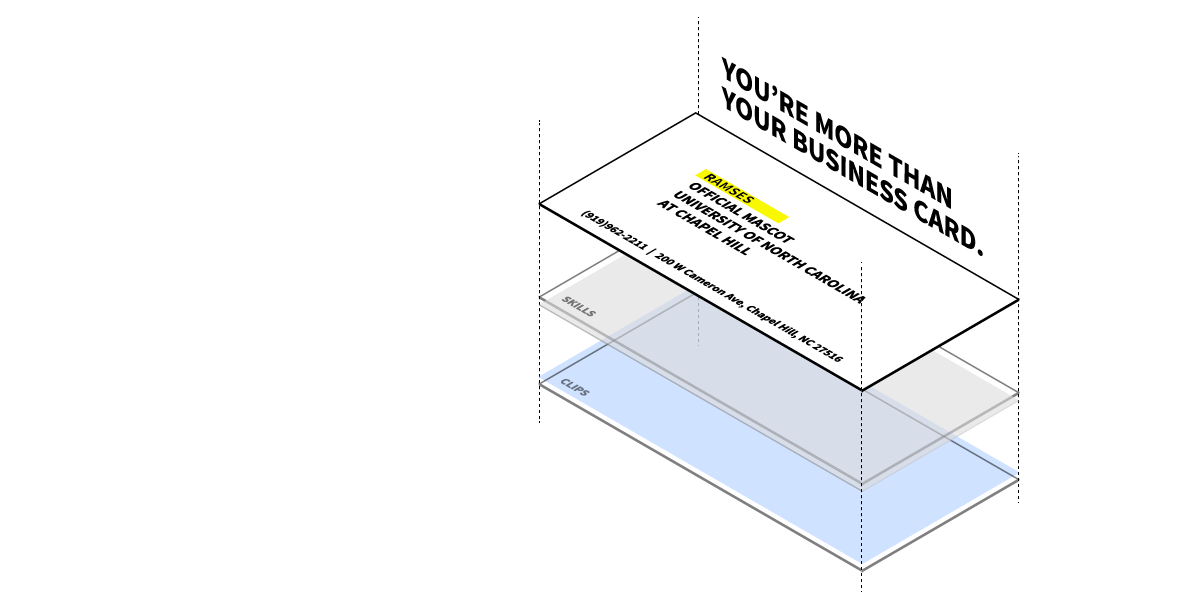 YOU'RE MORE THAN
YOUR BUSINESS CARD.
RAMSES
OFFICIAL MASCOT
UNIVERSITY OF NORTH CAROLINA
AT CHAPEL HILL
(919)962-2211 | 200 W Cameron Ave, Chapel Hill, NC 27516
SKILLS
CLIPS